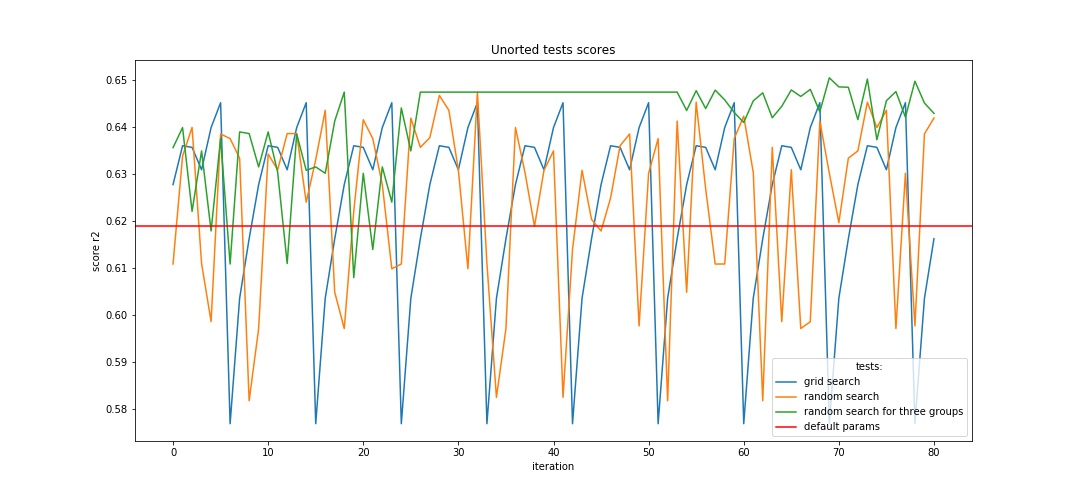 Unorted tests scores
score r2
0.65
0.64
0.63
0.62
0.61
0.60
0.59
0.58
0
10
20
30
40
50
60
70
80
iteration
tests:
grid search
random search
random search for three groups
default params